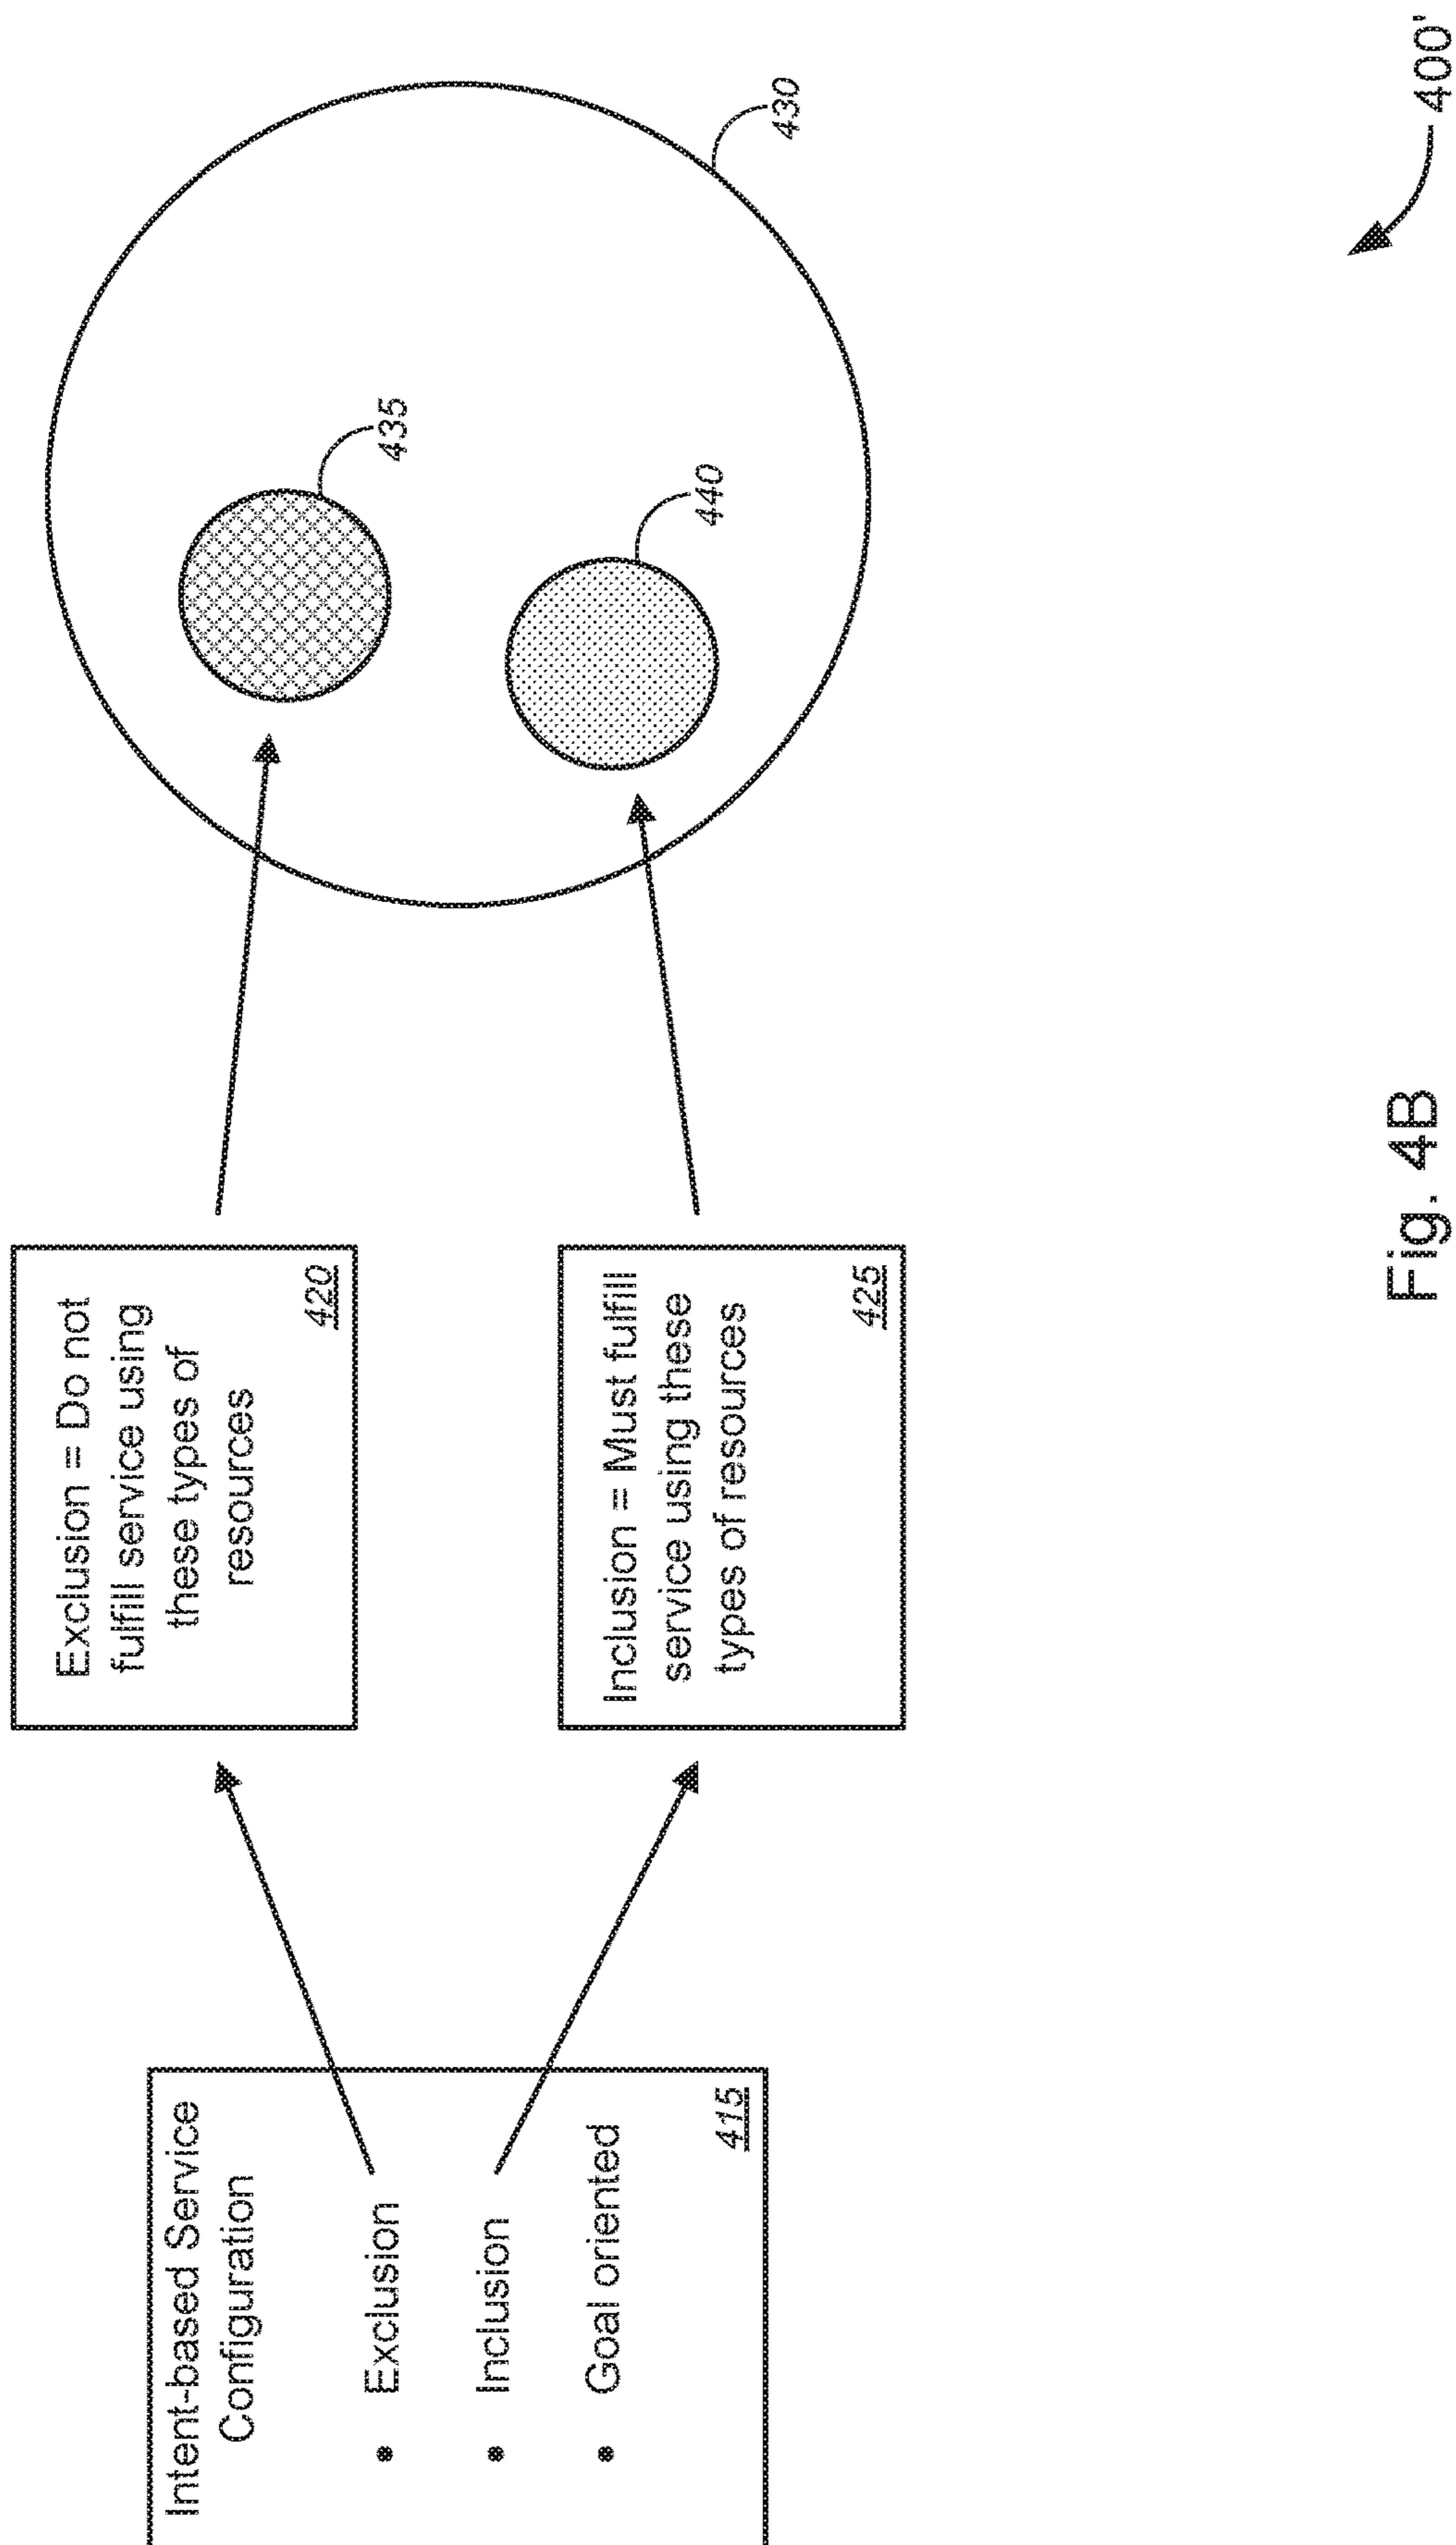 Intent-based Service
Configuration
• Exclusion
• Inclusion
• Goal oriented
415
Exclusion = Do not
fulfill service using
these types of
resources
420
Inclusion = Must fulfill
service using these
types of resources
425
435
440
430
400'
Fig. 4B